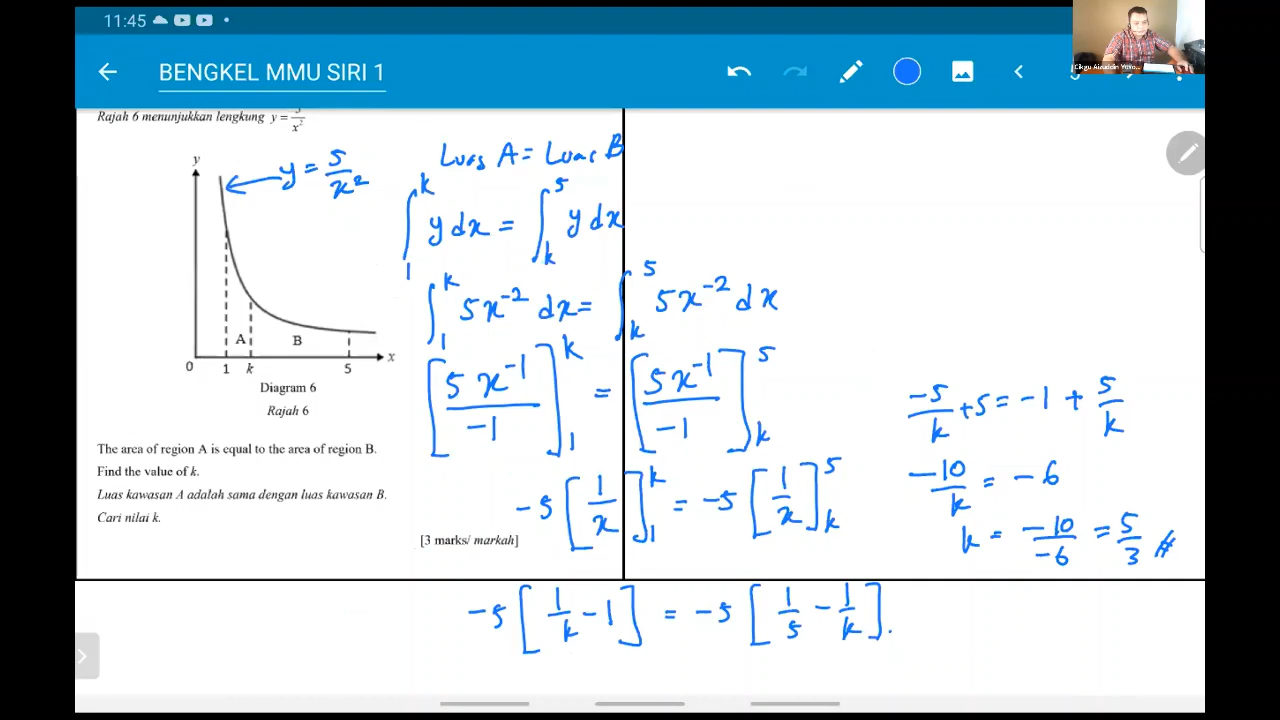 11:45
BENGKEL MMU SIRI 1
Rajah 6 menunjukkan lengkung y = 5/x²
y
y = 5/x²
A
B
0 1 k 5 x
Diagram 6
Rajah 6
The area of region A is equal to the area of region B.
Find the value of k.
Luas kawasan A adalah sama dengan luas kawasan B.
Cari nilai k.
[3 marks/ markah]
Luas A = Luas B
∫₁ᵏ y dx = ∫ₖ⁵ y dx
∫₁ᵏ 5x⁻² dx = ∫ₖ⁵ 5x⁻² dx
[5x⁻¹/-1]₁ᵏ = [5x⁻¹/-1]ₖ⁵
-5[1/x]₁ᵏ = -5[1/x]ₖ⁵
-5[1/k - 1] = -5[1/5 - 1/k].
-5/k + 5 = -1 + 5/k
-10/k = -6
k = -10/-6 = 5/3 #